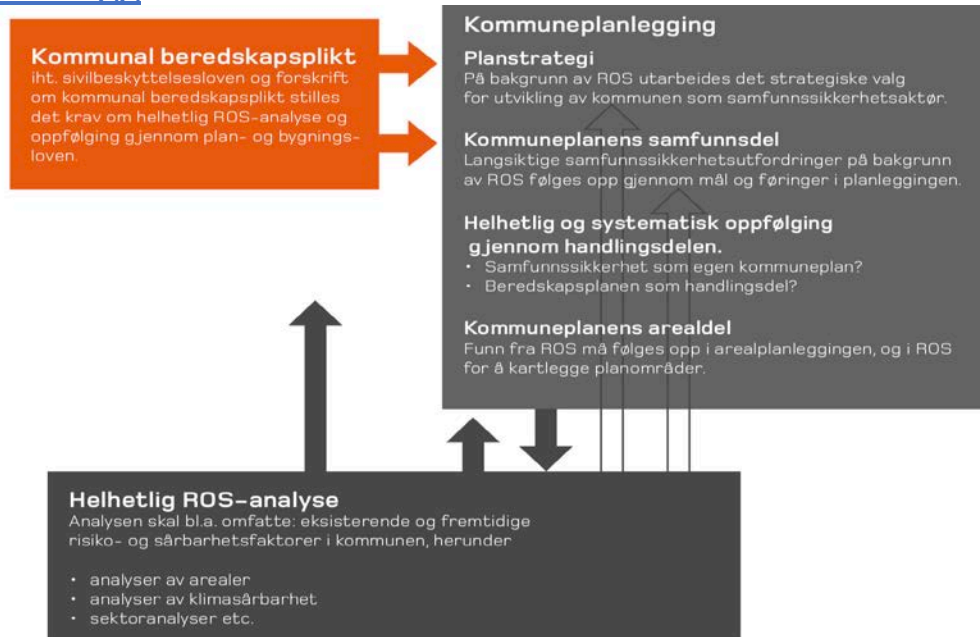 Kommunal beredskapsplikt
iht. sivilbeskyttelsesloven og forskrift
om kommunal beredskapsplikt stilles
det krav om helhetlig ROS-analyse og
oppfølging gjennom plan- og bygnings-
loven.
Kommuneplanlegging
Planstrategi
På bakgrunn av ROS utarbeides det strategiske valg
for utvikling av kommunen som samfunnssikkerhetsaktør.
Kommuneplanens samfunnsdel
Langsiktige samfunnssikkerhetsutfordringer på bakgrunn
av ROS følges opp gjennom mål og føringer i planleggingen.
Helhetlig og systematisk oppfølging
gjennom handlingsdelen.
• Samfunnssikkerhet som egen kommuneplan?
• Beredskapsplanen som handlingsdel?
Kommuneplanens arealdel
Funn fra ROS må følges opp i arealplanleggingen, og i ROS
for å kartlegge planområder.
Helhetlig ROS-analyse
Analysen skal bl.a. omfatte: eksisterende og fremtidige
risiko- og sårbarhetsfaktorer i kommunen, herunder
• analyser av arealer
• analyser av klimasårbarhet
• sektoranalyser etc.